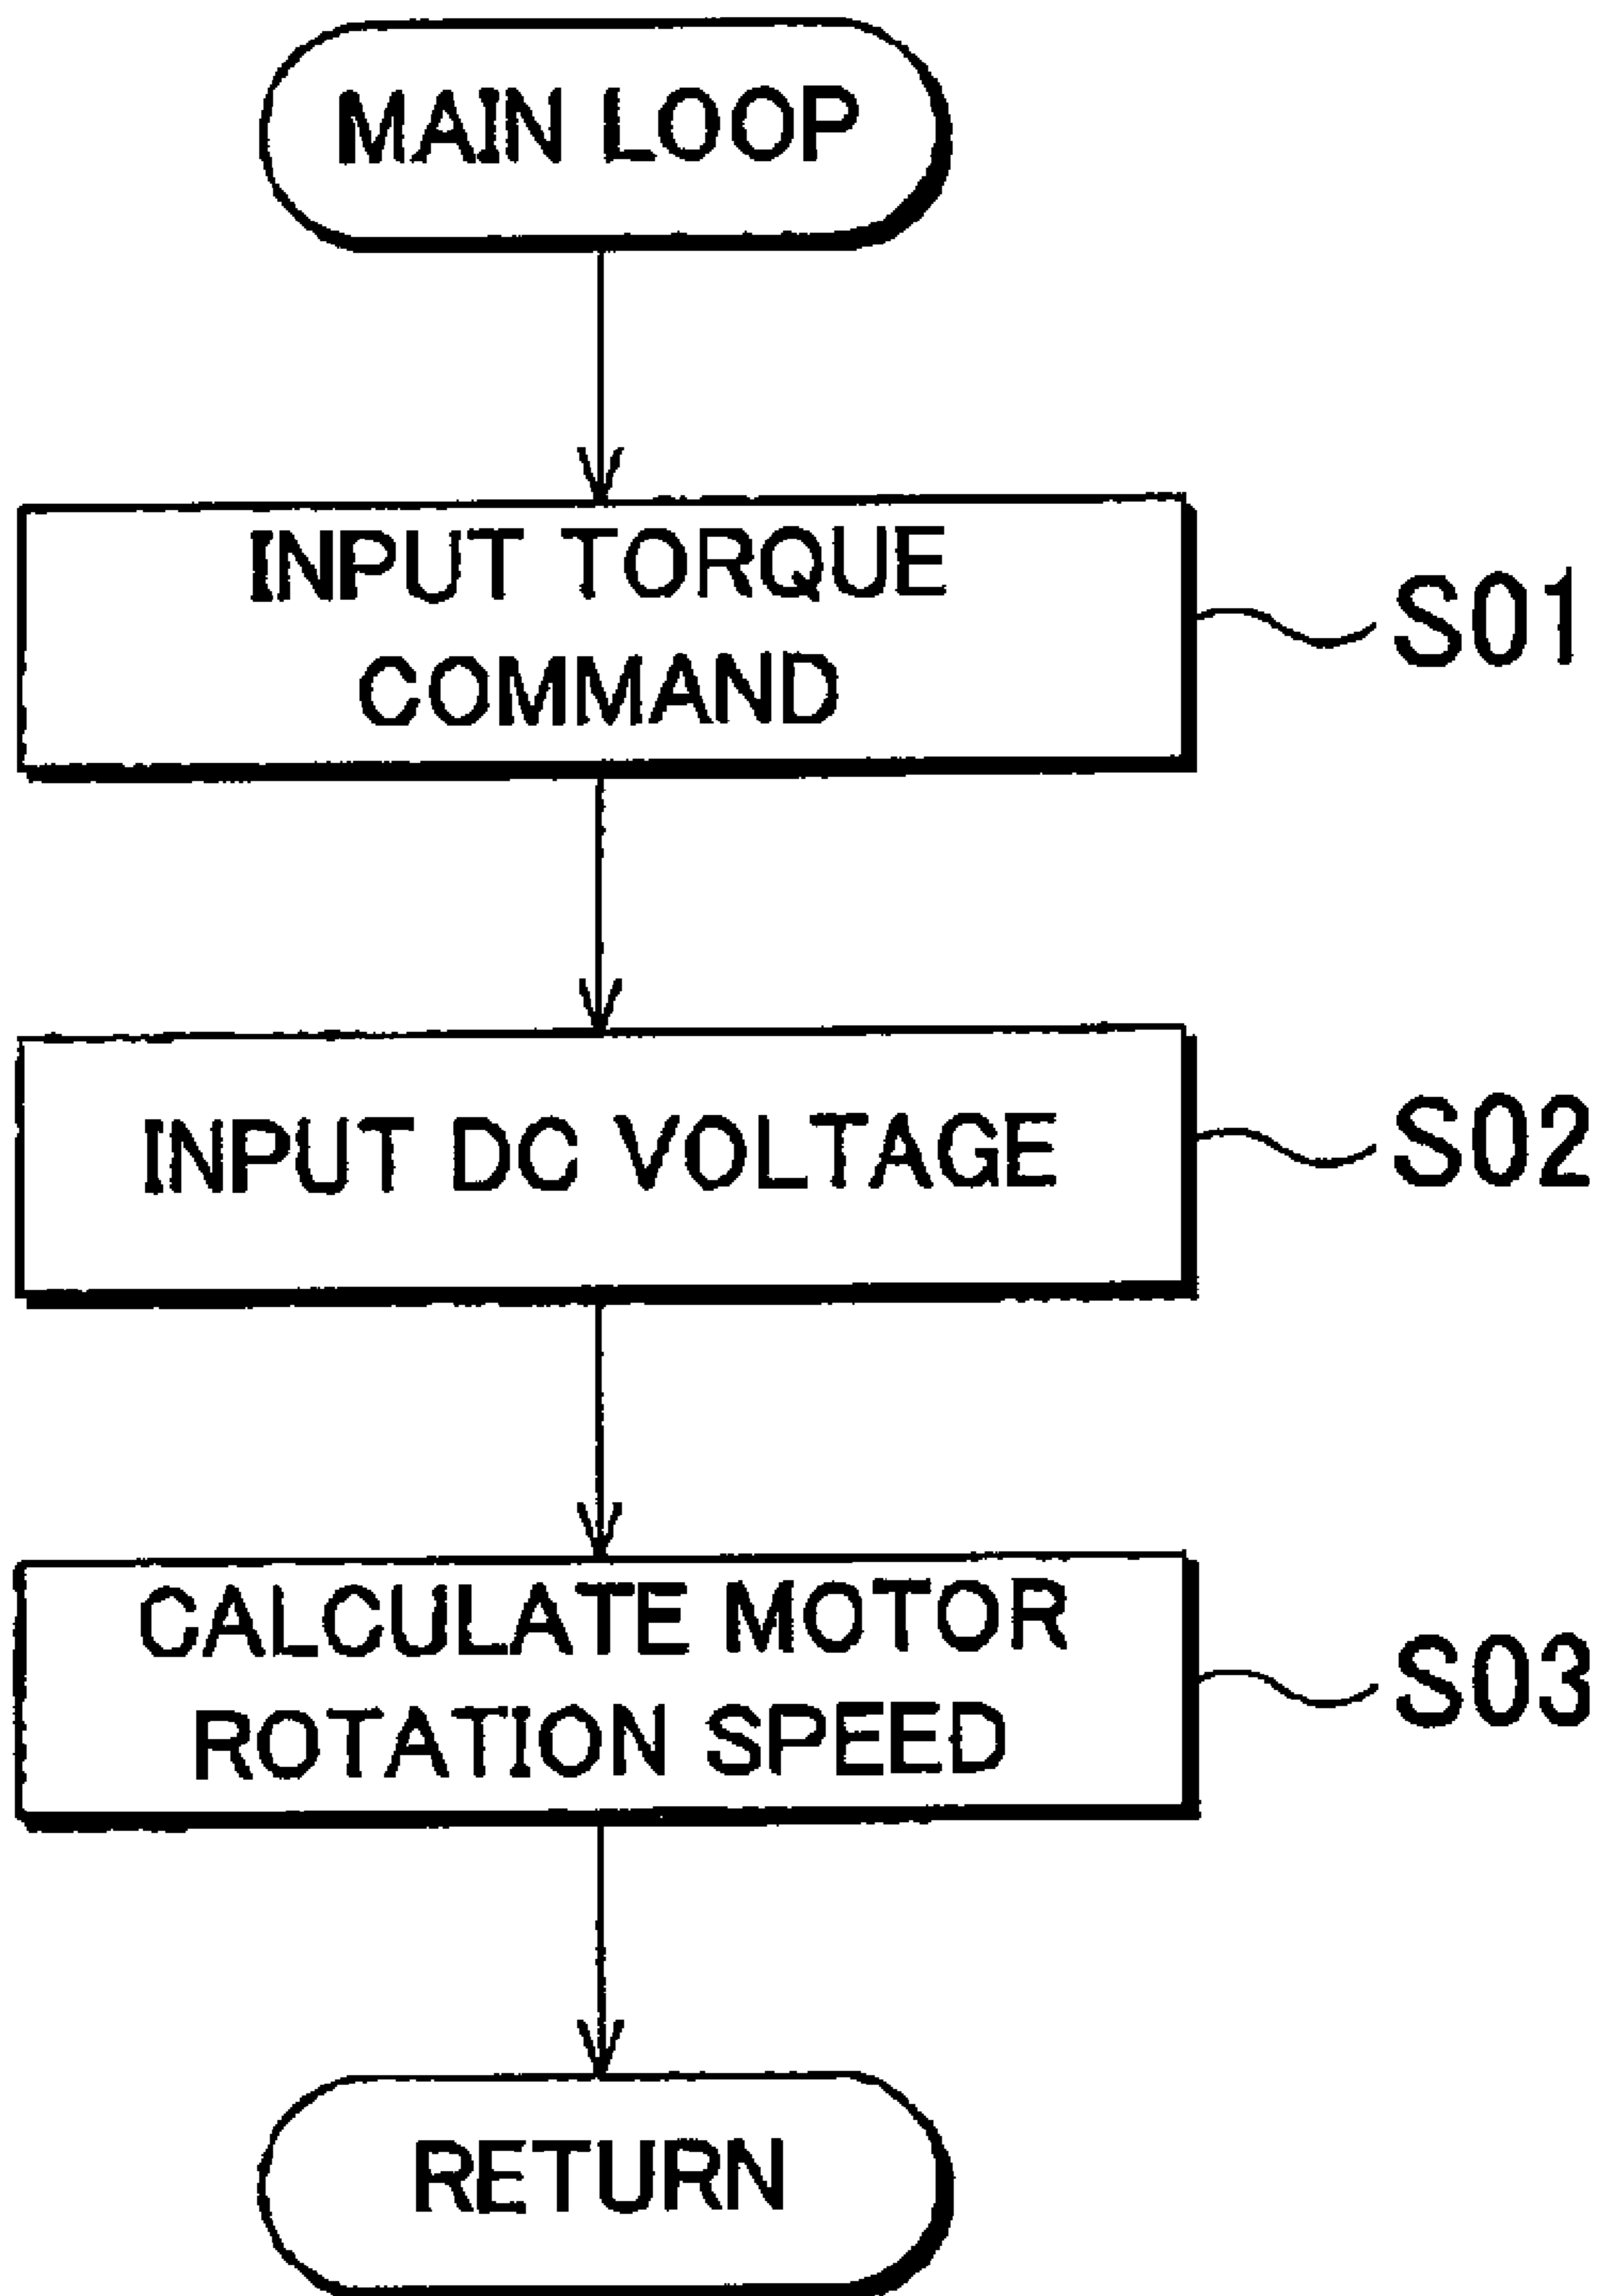 MAIN LOOP
INPUT TORQUE
COMMAND
S01
INPUT DC VOLTAGE
S02
CALCULATE MOTOR
ROTATION SPEED
S03
RETURN